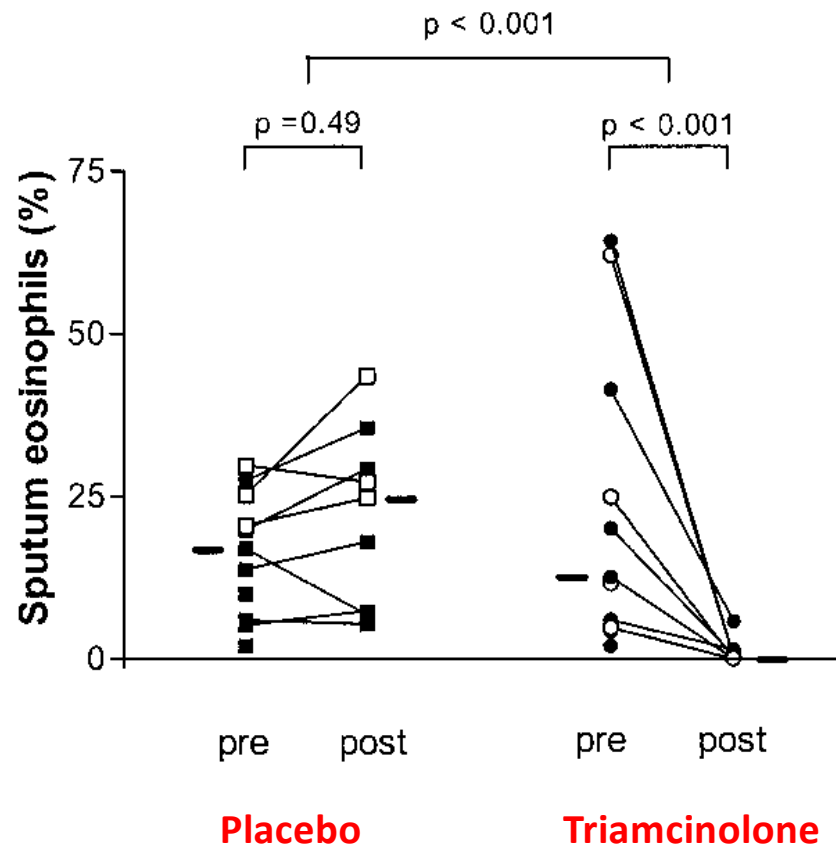 p < 0.001
p =0.49
p < 0.001
Sputum eosinophils (%)
75
50
25
0
pre
post
pre
post
Placebo
Triamcinolone